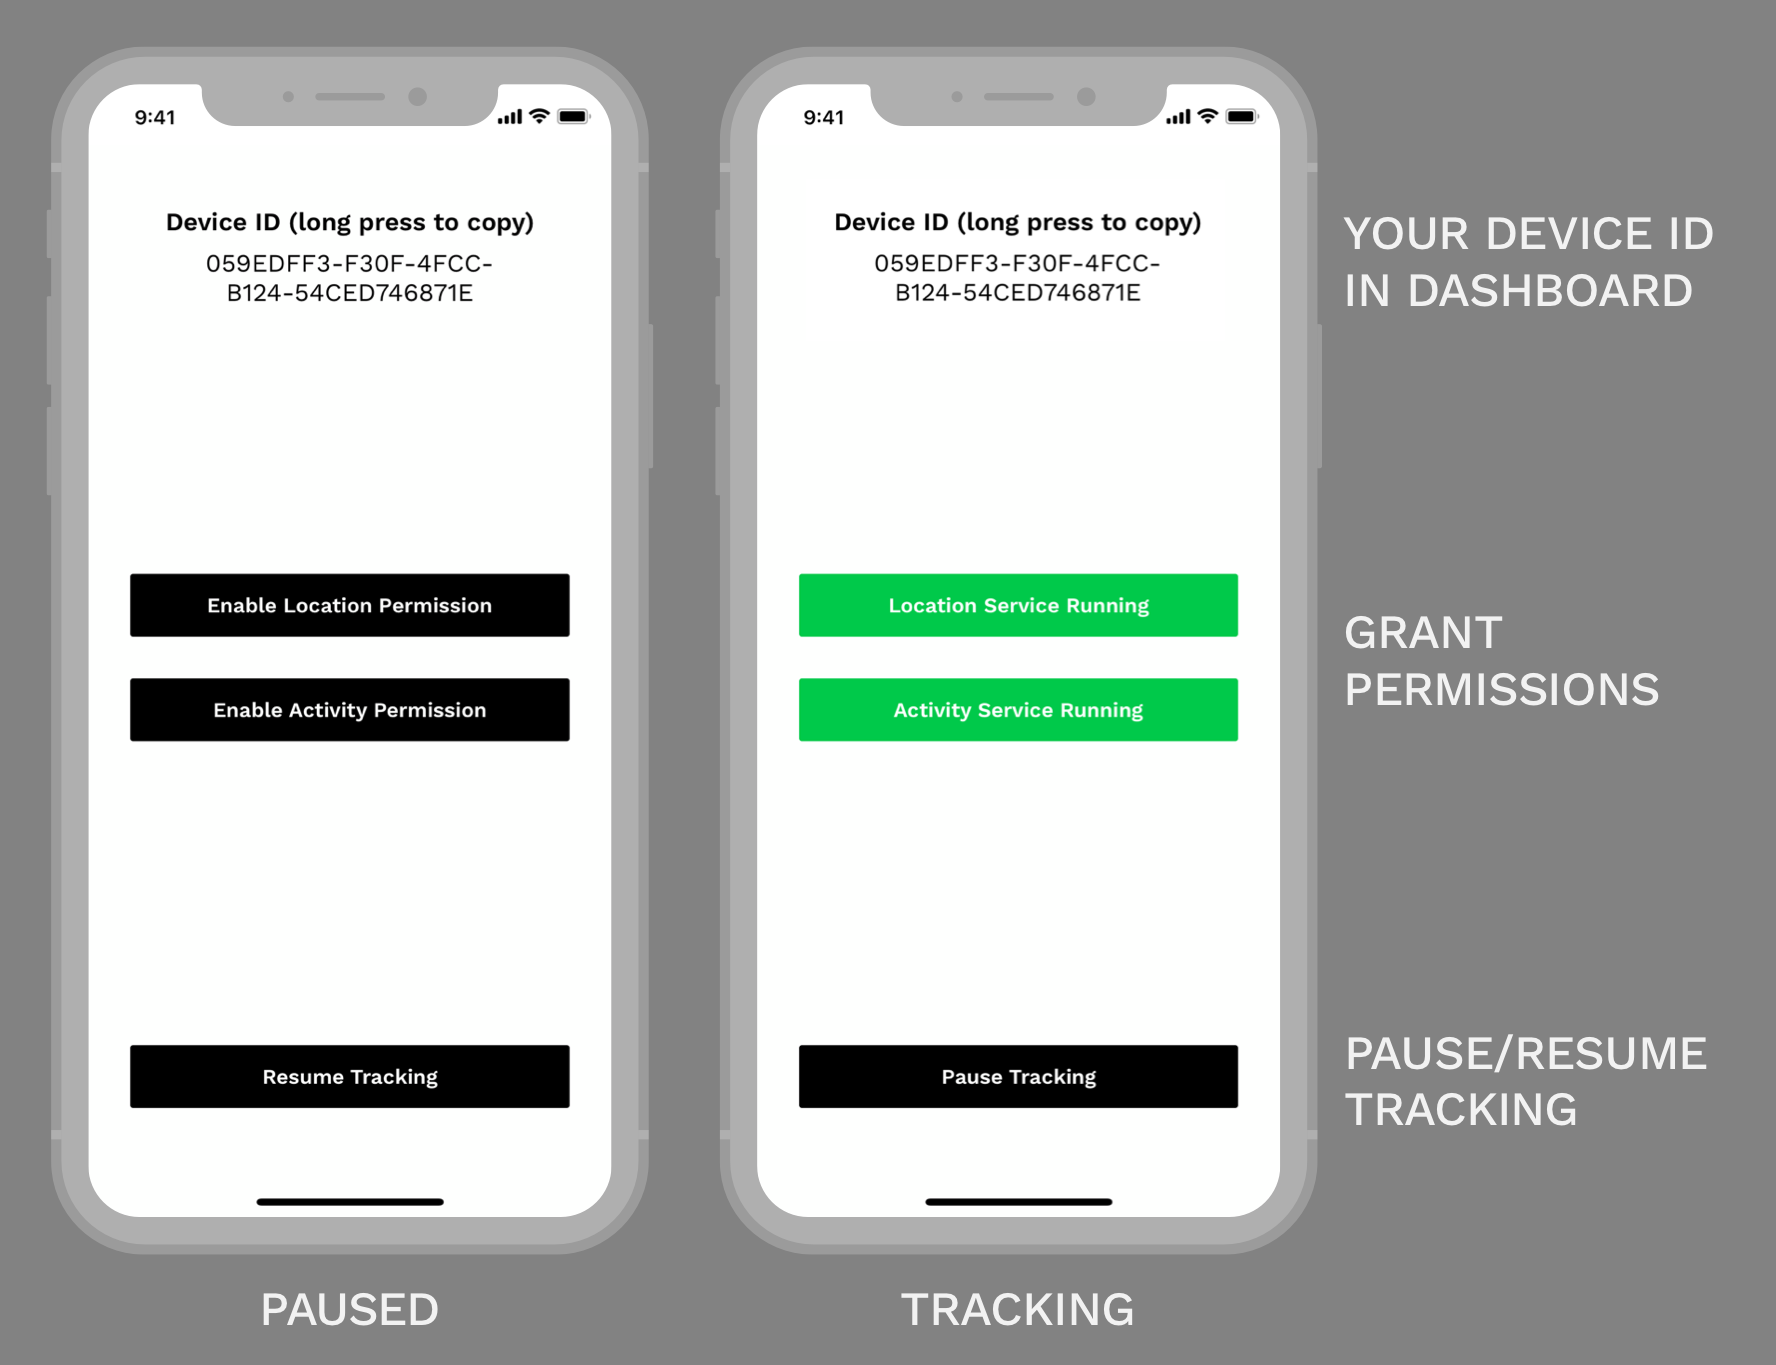 9:41
Device ID (long press to copy)
059EDFF3-F30F-4FCC-
B124-54CED746871E
Enable Location Permission
Enable Activity Permission
Resume Tracking
PAUSED
9:41
Device ID (long press to copy)
059EDFF3-F30F-4FCC-
B124-54CED746871E
Location Service Running
Activity Service Running
Pause Tracking
TRACKING
YOUR DEVICE ID
IN DASHBOARD
GRANT
PERMISSIONS
PAUSE/RESUME
TRACKING